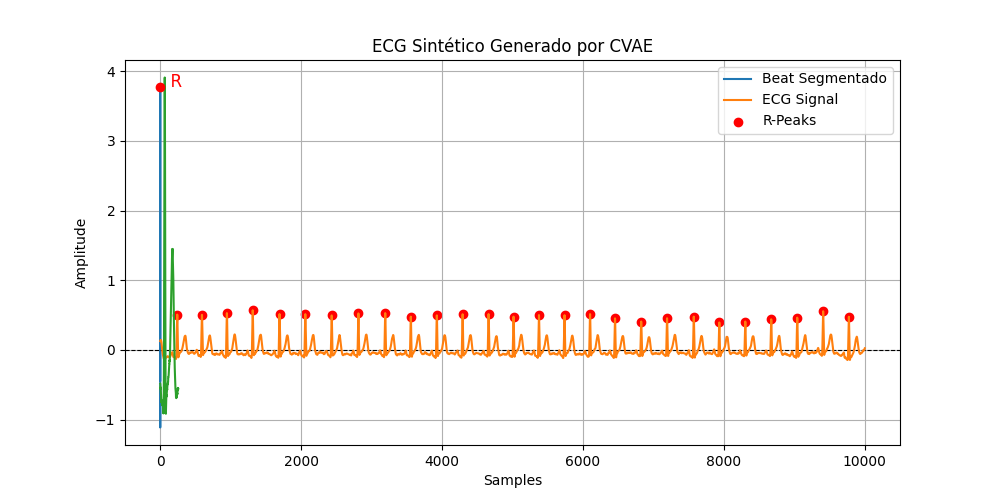 ECG Sintético Generado por CVAE
R
Beat Segmentado
ECG Signal
R-Peaks
Amplitude
4
3
2
1
0
−1
0 2000 4000 6000 8000 10000
Samples